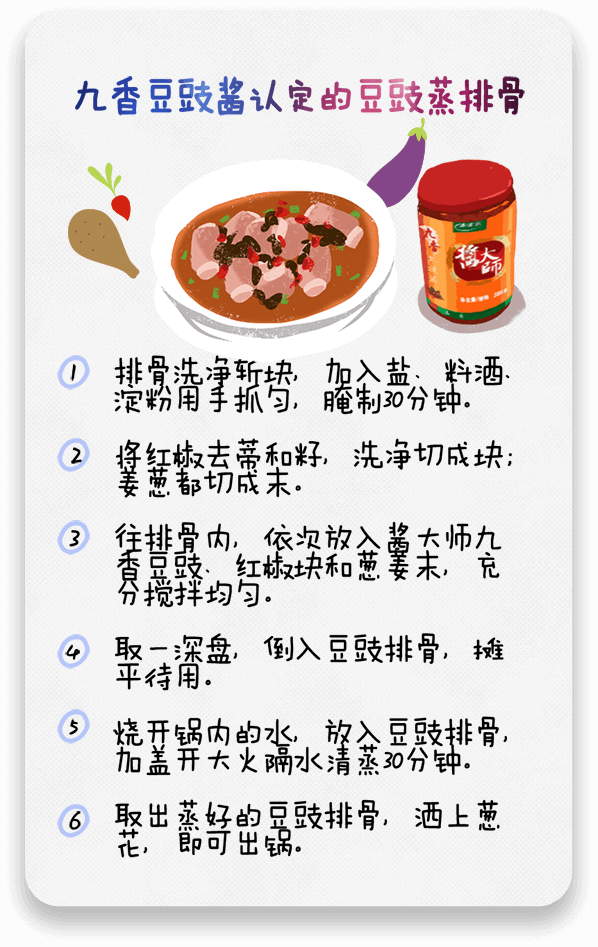 九香豆豉酱认定的豆豉蒸排骨
九香
酱大师
1 排骨洗净斩块，加入盐、料酒、
淀粉用手抓匀，腌制30分钟。
2 将红椒去蒂和籽，洗净切成块；
姜葱都切成末。
3 往排骨内，依次放入酱大师九
香豆豉、红椒块和葱姜末，充
分搅拌均匀。
4 取一深盘，倒入豆豉排骨，摊
平待用。
5 烧开锅内的水，放入豆豉排骨，
加盖开大火隔水清蒸30分钟。
6 取出蒸好的豆豉排骨，洒上葱
花，即可出锅。